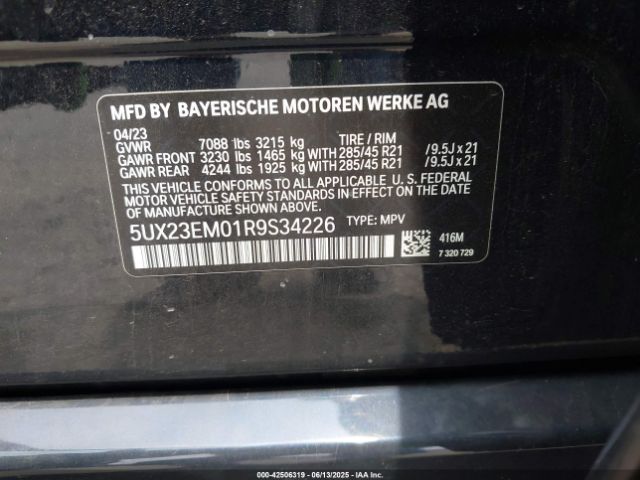 MFD BY BAYERISCHE MOTOREN WERKE AG
04/23
GVWR 7088 lbs 3215 kg TIRE / RIM
GAWR FRONT 3230 lbs 1465 kg WITH 285/45 R21 /9.5J x 21
GAWR REAR 4244 lbs 1925 kg WITH 285/45 R21 /9.5J x 21
THIS VEHICLE CONFORMS TO ALL APPLICABLE U.S. FEDERAL
MOTOR VEHICLE SAFETY STANDARDS IN EFFECT ON THE
DATE OF MANUFACTURE SHOWN ABOVE.
5UX23EM01R9S34226 TYPE: MPV
416M
7 320 729
000-42506319 - 06/13/2025 - IAA Inc.